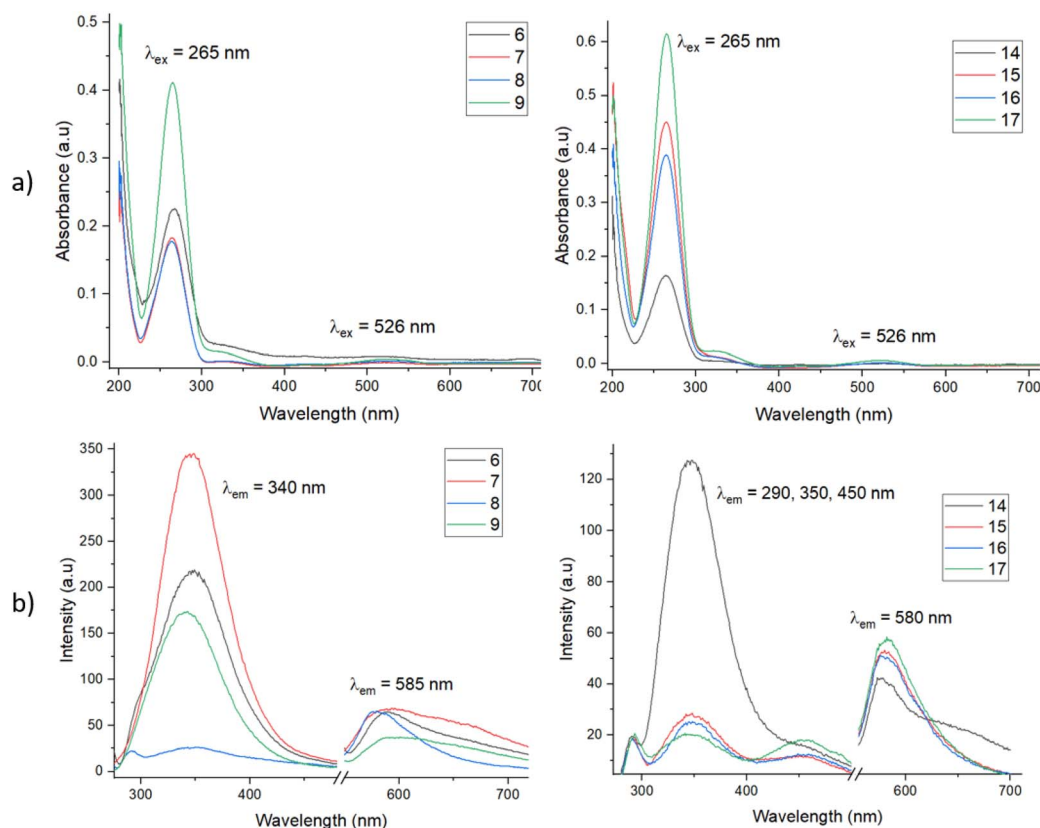 a)
Absorbance (a.u)
0.5
0.4
0.3
0.2
0.1
0.0
λex = 265 nm
6
7
8
9
λex = 526 nm
200 300 400 500 600 700
Wavelength (nm)
Absorbance (a.u)
0.6
0.5
0.4
0.3
0.2
0.1
0.0
λex = 265 nm
14
15
16
17
λex = 526 nm
200 300 400 500 600 700
Wavelength (nm)
b)
Intensity (a.u)
350
300
250
200
150
100
50
0
λem = 340 nm
6
7
8
9
λem = 585 nm
300 400 600 700
Wavelength (nm)
Intensity (a.u)
120
100
80
60
40
20
λem = 290, 350, 450 nm
14
15
16
17
λem = 580 nm
300 400 600 700
Wavelength (nm)